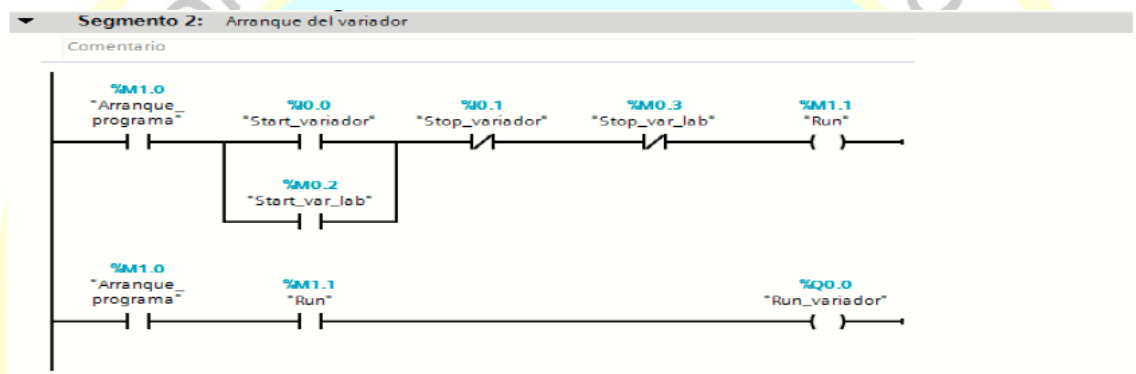 Segmento 2: Arranque del variador
Comentario
%M1.0
"Arranque_
programa"
%I0.0
"Start_variador"
%I0.1
"Stop_variador"
%M0.3
"Stop_var_lab"
%M1.1
"Run"
%M0.2
"Start_var_lab"
%M1.0
"Arranque_
programa"
%M1.1
"Run"
%Q0.0
"Run_variador"